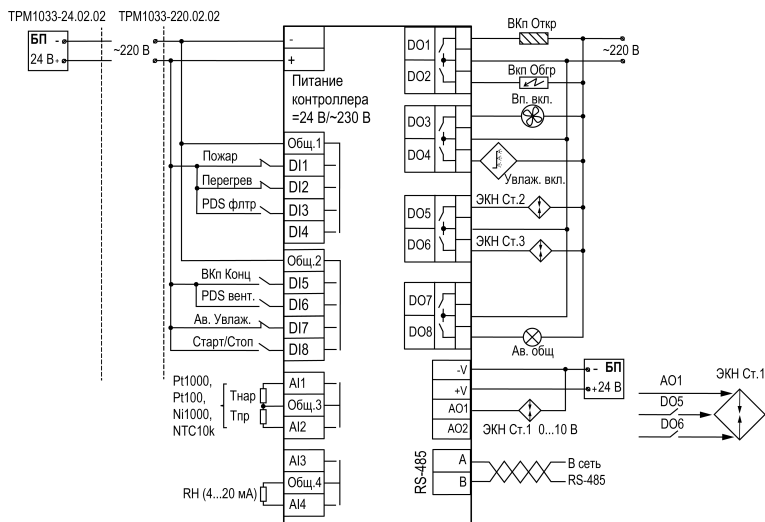 ТРМ1033-24.02.02
ТРМ1033-220.02.02
БП -
24 В +
~220 В
-
+
Питание
контроллера
=24 В/~230 В
Общ.1
Пожар
DI1
Перегрев
DI2
PDS флтр
DI3
DI4
Общ.2
ВКп Конц
DI5
PDS вент.
DI6
Ав. Увлаж.
DI7
Старт/Стоп
DI8
Pt1000,
Pt100,
Ni1000,
NTC10k
Тнар
Тпр
AI1
Общ.3
AI2
AI3
RH (4...20 мА)
Общ.4
AI4
DO1
DO2
ВКп Откр
~220 В
Вкп Обгр
DO3
DO4
Вп. вкл.
Увлаж. вкл.
DO5
DO6
ЭКН Ст.2
ЭКН Ст.3
DO7
DO8
Ав. общ
-V
+V
AO1
AO2
- БП
+24 В
ЭКН Ст.1 0...10 В
RS-485
A
B
В сеть
RS-485
ЭКН Ст.1
AO1
DO5
DO6